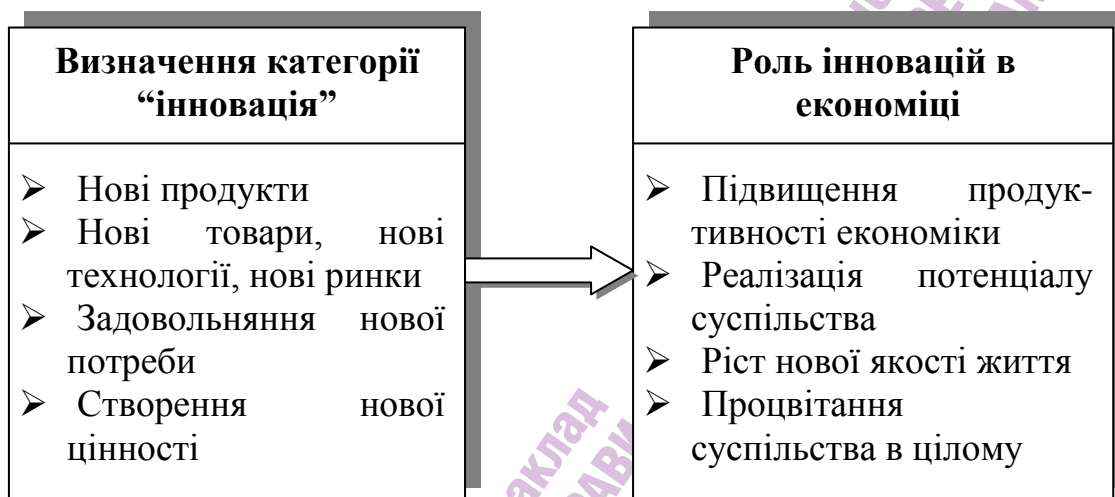 Визначення категорії
“інновація”
➢ Нові продукти
➢ Нові товари, нові
технології, нові ринки
➢ Задовольняння нової
потреби
➢ Створення нової
цінності
Роль інновацій в
економіці
➢ Підвищення продук-
тивності економіки
➢ Реалізація потенціалу
суспільства
➢ Ріст нової якості життя
➢ Процвітання
суспільства в цілому